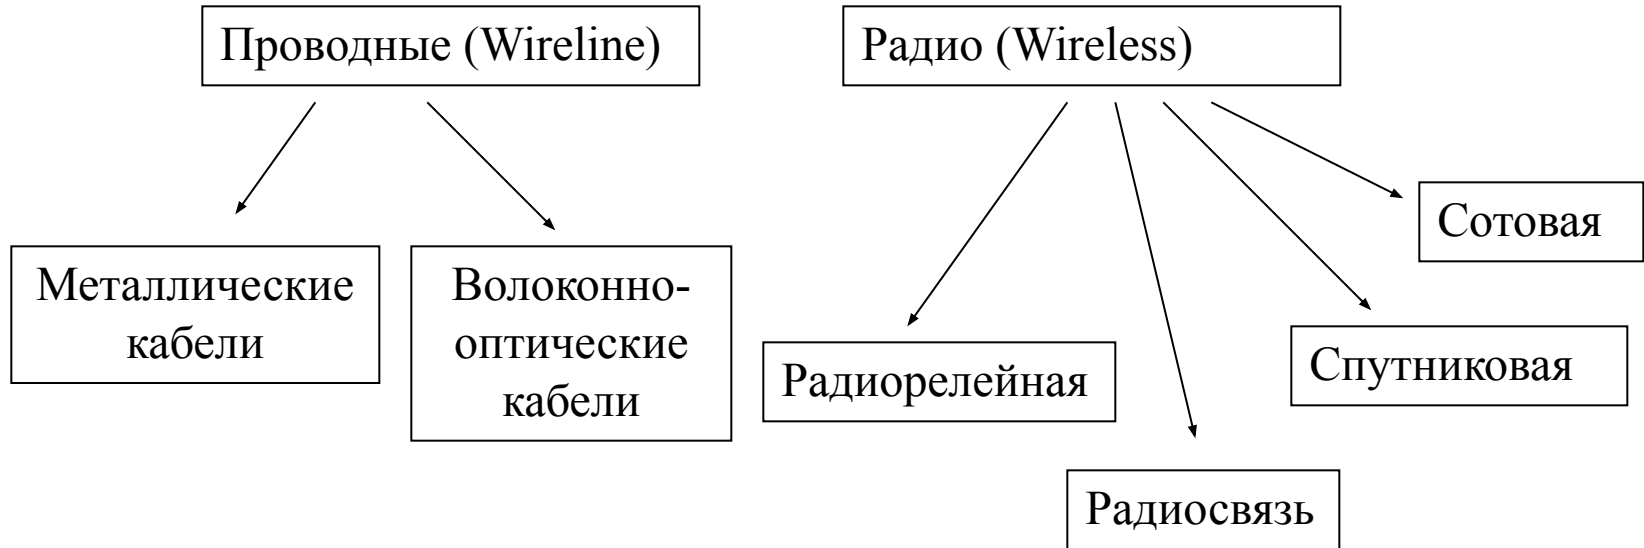 Проводные (Wireline)
Радио (Wireless)
Металлические
кабели
Волоконно-
оптические
кабели
Радиорелейная
Радиосвязь
Спутниковая
Сотовая